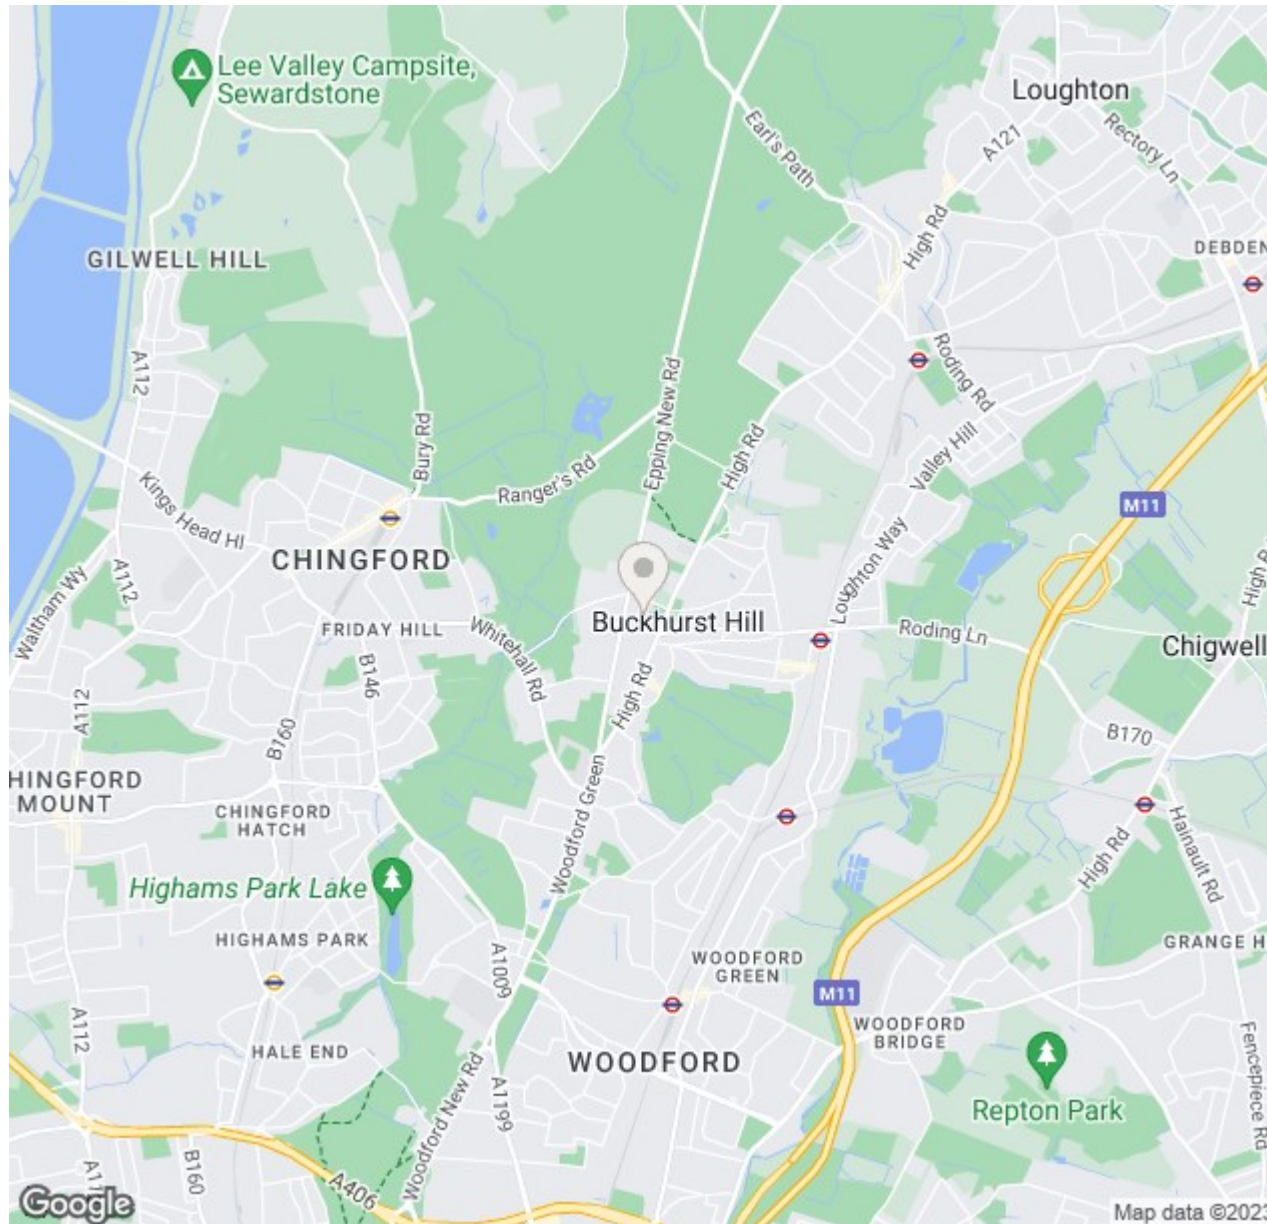 Lee Valley Campsite,
Sewardstone
Loughton
Earl's Path
A121
Rectory Ln
High Rd
DEBDEN
GILWELL HILL
A112
Roding Rd
Epping New Rd
Bury Rd
High Rd
Valley Hill
Ranger's Rd
Kings Head Hl
M11
CHINGFORD
Loughton Way
High R
A112
Waltham Wy
Buckhurst Hill
FRIDAY HILL
Whitehall Rd
Roding Ln
Chigwell
B146
High Rd
A112
B160
B170
HINGFORD
MOUNT
CHINGFORD
HATCH
Woodford Green
High Rd
Hainault Rd
Highams Park Lake
HIGHAMS PARK
A1009
WOODFORD
GREEN
GRANGE H
M11
A112
WOODFORD
BRIDGE
HALE END
WOODFORD
Woodford New Rd
A1199
Fencepiece Rd
Repton Park
A406
B160
A11
Google
Map data ©2023